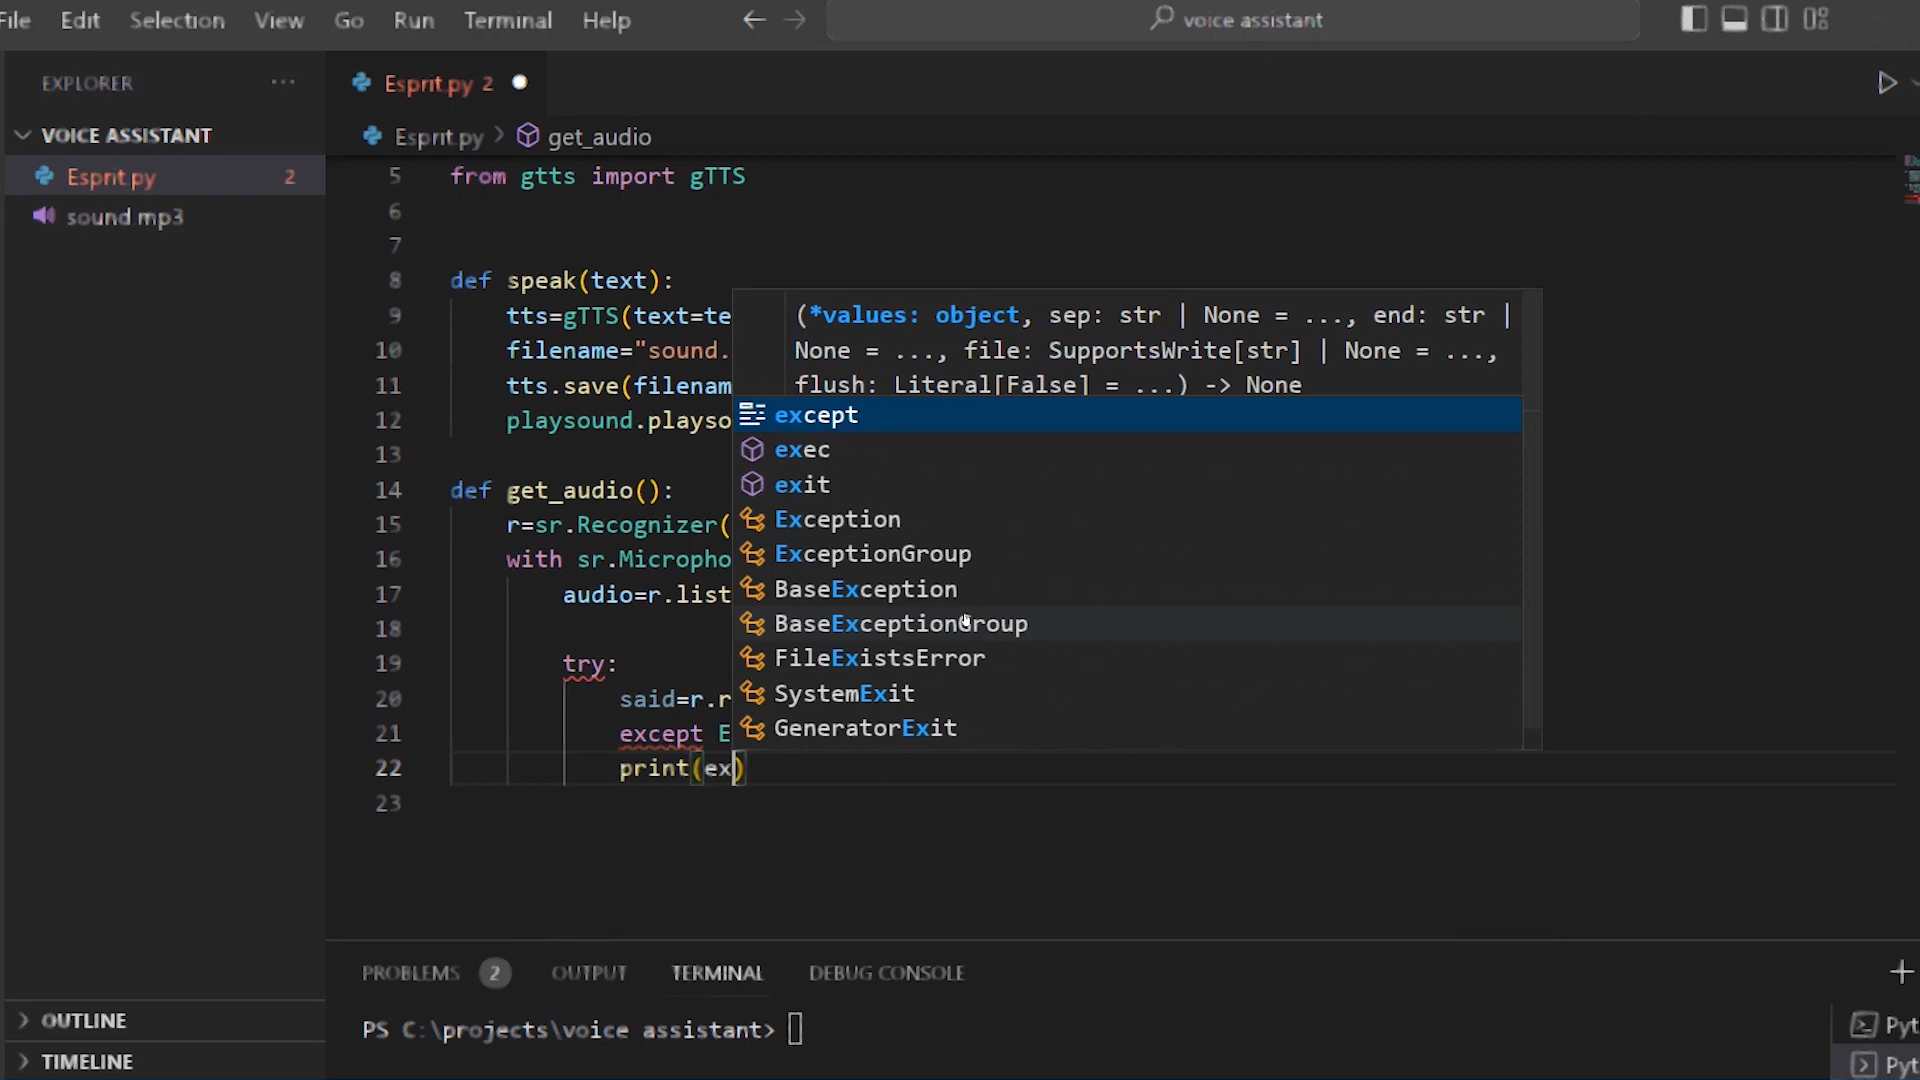 File Edit Selection View Go Run Terminal Help voice assistant
EXPLORER ...
VOICE ASSISTANT
Esprit.py 2
sound.mp3
OUTLINE
TIMELINE
Esprit.py 2
Esprit.py > get_audio
5 from gtts import gTTS
6
7
8 def speak(text):
9 tts=gTTS(text=te
10 filename="sound.
11 tts.save(filenam
12 playsound.playso
13
14 def get_audio():
15 r=sr.Recognizer(
16 with sr.Micropho
17 audio=r.list
18
19 try:
20 said=r.r
21 except E
22 print(ex)
23
(*values: object, sep: str | None = ..., end: str |
None = ..., file: SupportsWrite[str] | None = ...,
flush: Literal[False] = ...) -> None
except
exec
exit
Exception
ExceptionGroup
BaseException
BaseExceptionGroup
FileExistsError
SystemExit
GeneratorExit
PROBLEMS 2 OUTPUT TERMINAL DEBUG CONSOLE
PS C:\projects\voice assistant>
Pyt
Pyt